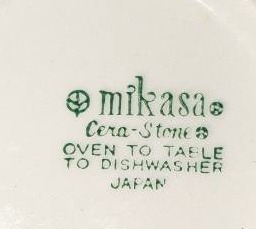 mikasa
Cera-Stone
OVEN TO TABLE
TO DISHWASHER
JAPAN